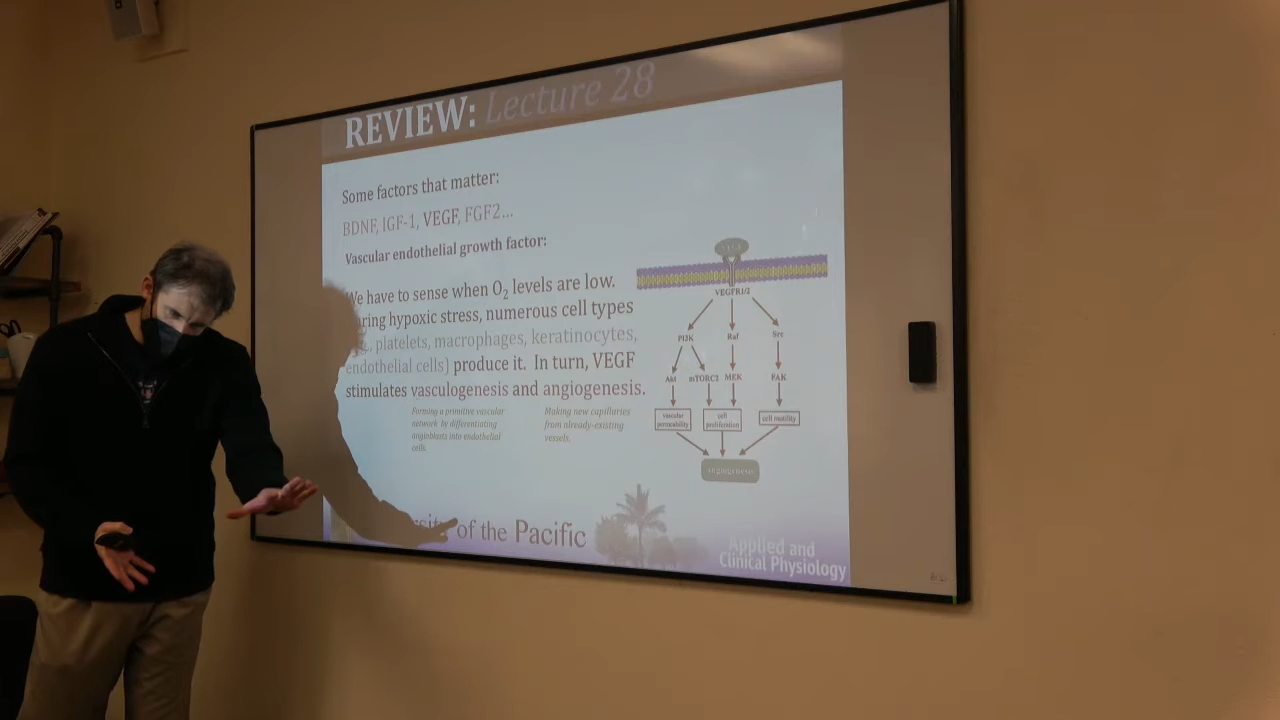 REVIEW: Lecture 28
Some factors that matter:
BDNF, IGF-1, VEGF, FGF2...
Vascular endothelial growth factor:
We have to sense when O₂ levels are low.
hypoxic stress, numerous cell types
platelets, macrophages, keratinocytes,
endothelial cells) produce it. In turn, VEGF
stimulates vasculogenesis and angiogenesis.
Forming a primitive vascular
network by differentiating
angioblasts into endothelial
cells.
Making new capillaries
from already-existing
vessels.
VEGFR1/2
PI3K Raf Src
Akt mTORC2 MEK FAK
vascular
permeability
cell
proliferation
cell motility
of the Pacific
Applied and
Clinical Physiology